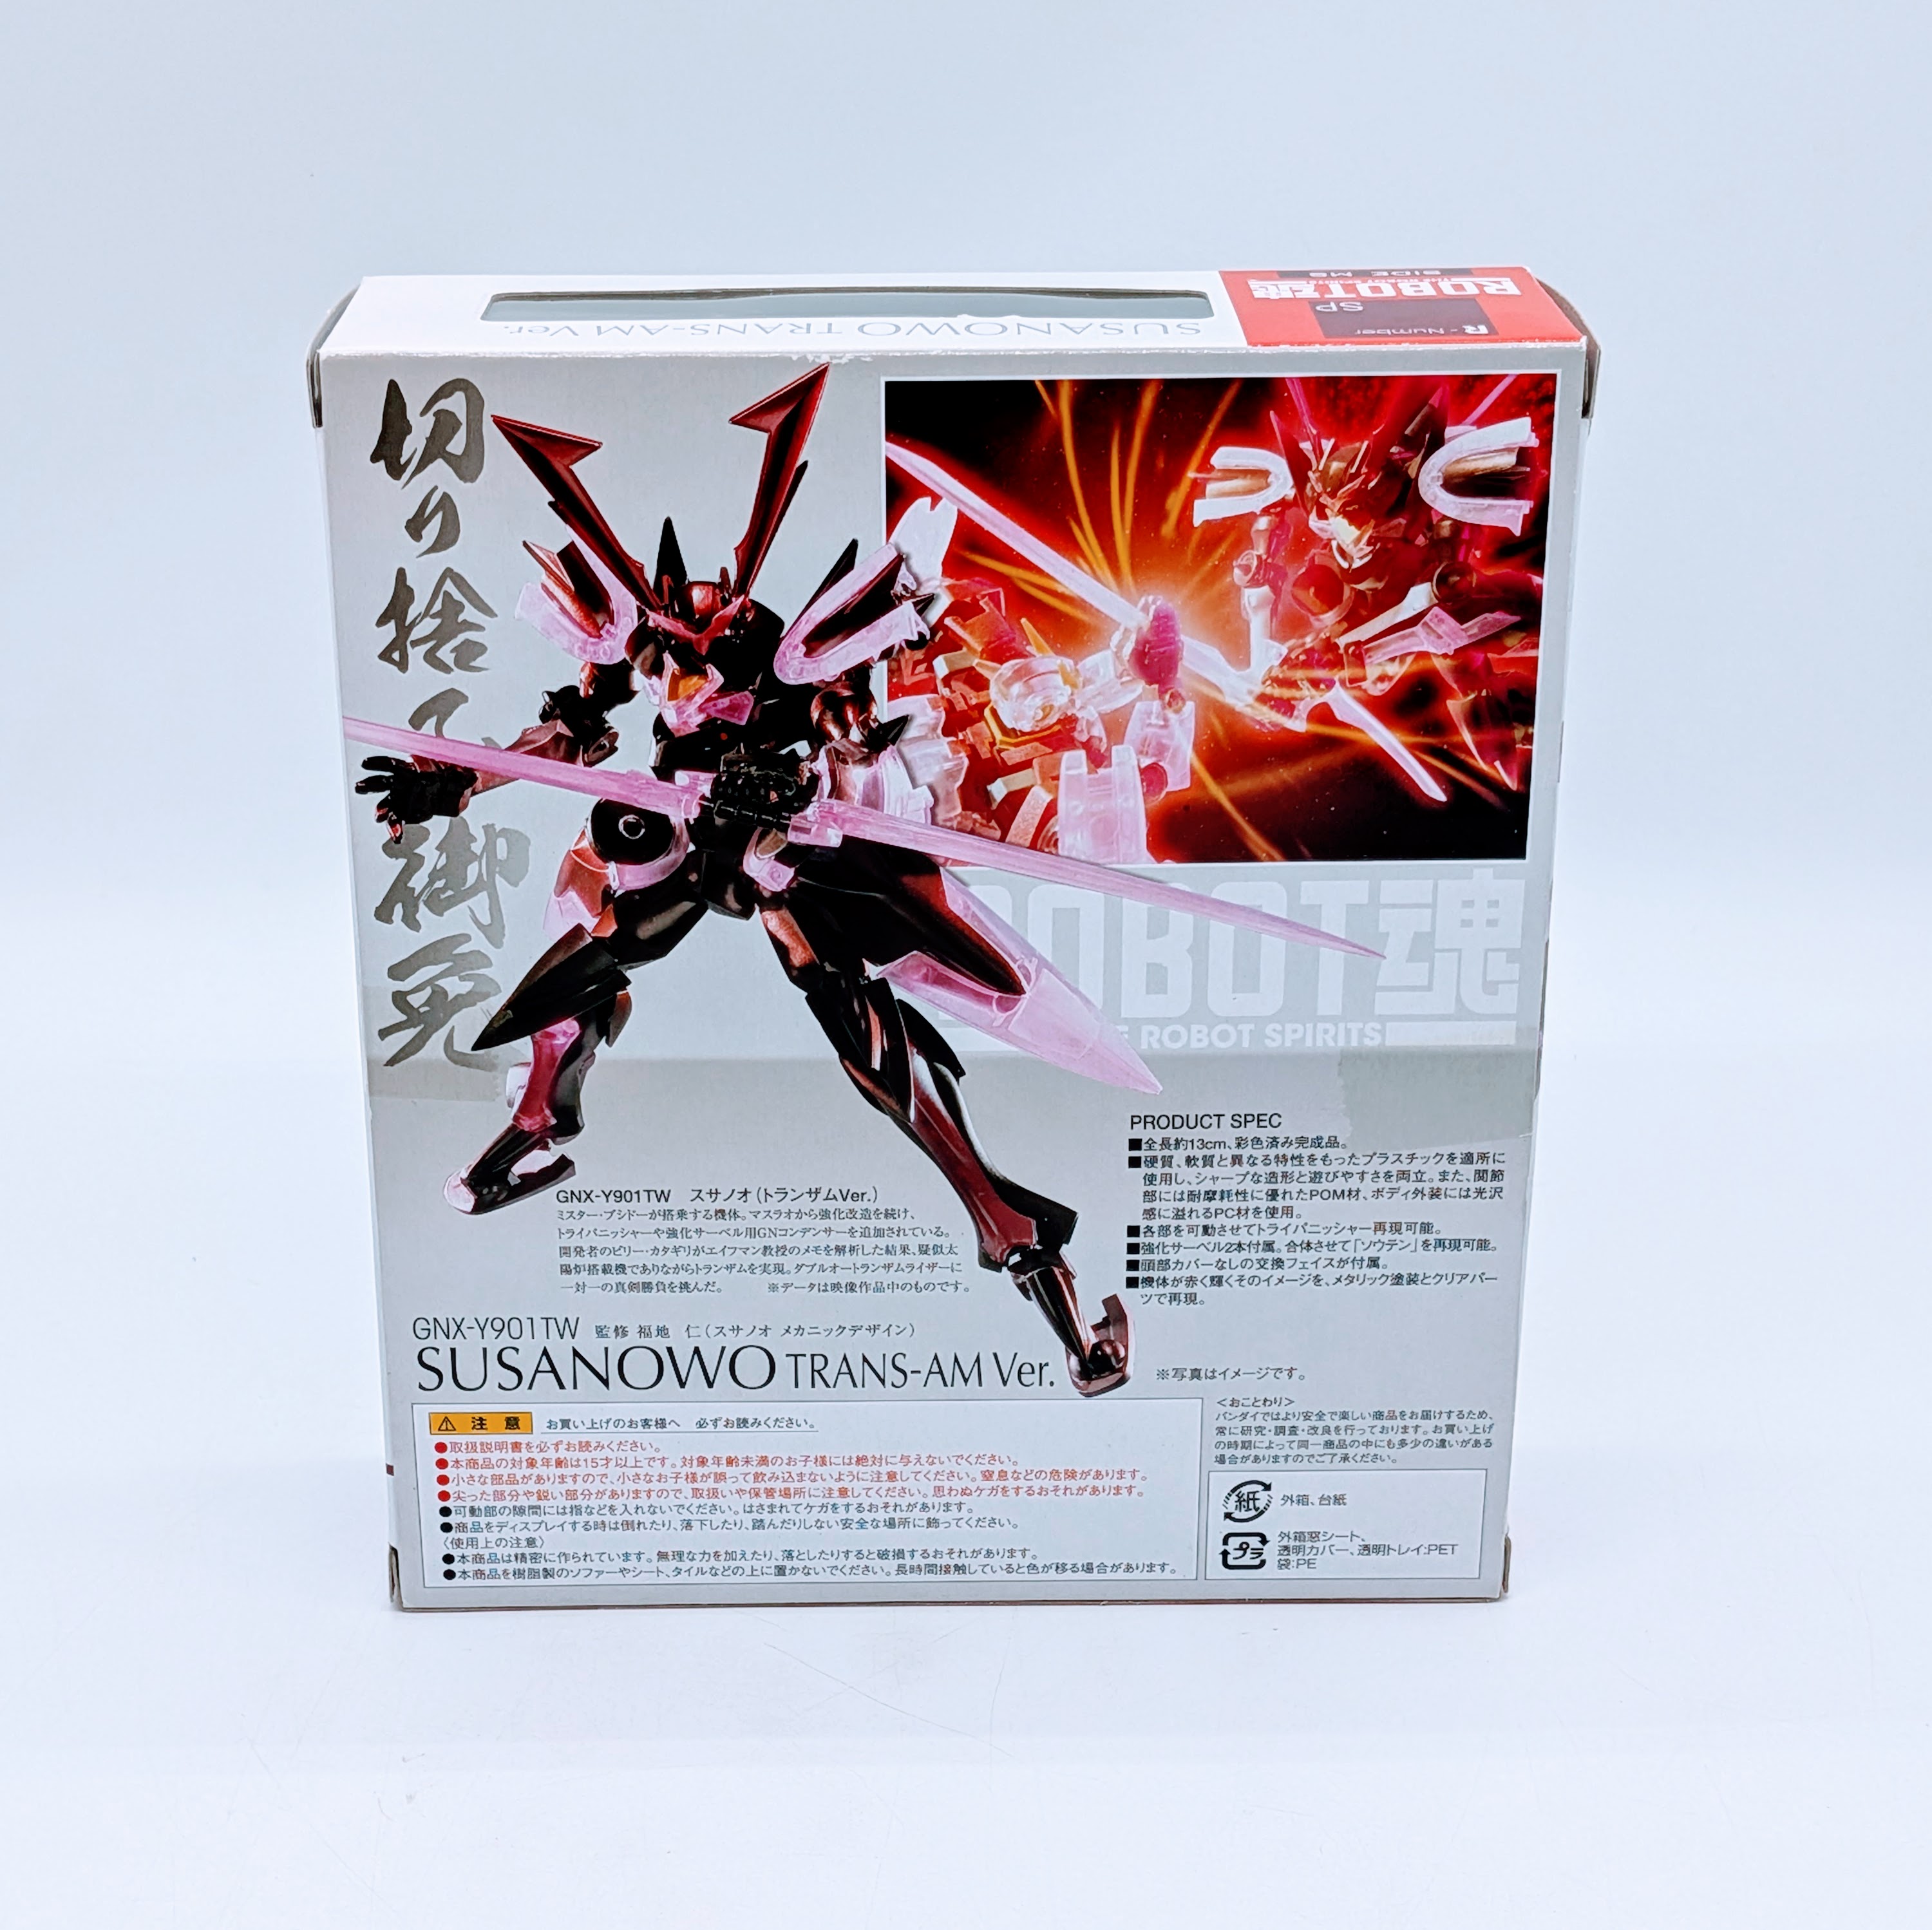 SIDE MS
ROBOT魂
SP
R-Number
SUSANOWO TRANS-AM Ver.
切り捨て御免
ROBOT魂
THE ROBOT SPIRITS
PRODUCT SPEC
■全長約13cm、彩色済み完成品。
■硬質、軟質と異なる特性をもったプラスチックを適所に
使用し、シャープな造形と遊びやすさを両立。また、関節
部には耐摩耗性に優れたPOM材、ボディ外装には光沢
感に溢れるPC材を使用。
■各部を可動させてトライパニッシャー再現可能。
■強化サーベル2本付属。合体させて「ソウテン」を再現可能。
■頭部カバーなしの交換フェイスが付属。
■機体が赤く輝くそのイメージを、メタリック塗装とクリアパー
ツで再現。
GNX-Y901TW スサノオ(トランザムVer.)
ミスター・ブシドーが搭乗する機体。マスラオから強化改造を続け、
トライパニッシャーや強化サーベル用GNコンデンサーを追加されている。
開発者のビリー・カタギリがエイフマン教授のメモを解析した結果、疑似太
陽炉搭載機でありながらトランザムを実現。ダブルオートランザムライザーに
一対一の真剣勝負を挑んだ。 ※データは映像作品中のものです。
GNX-Y901TW 監修 福地 仁(スサノオ メカニックデザイン)
SUSANOWO TRANS-AM Ver.
※写真はイメージです。
⚠注意 お買い上げのお客様へ 必ずお読みください。
●取扱説明書を必ずお読みください。
●本商品の対象年齢は15才以上です。対象年齢未満のお子様には絶対に与えないでください。
●小さな部品がありますので、小さなお子様が誤って飲み込まないように注意してください。窒息などの危険があります。
●尖った部分や鋭い部分がありますので、取扱いや保管場所に注意してください。思わぬケガをするおそれがあります。
●可動部の隙間には指などを入れないでください。はさまれてケガをするおそれがあります。
●商品をディスプレイする時は倒れたり、落下したり、踏んだりしない安全な場所に飾ってください。
〈使用上の注意〉
●本商品は精密に作られています。無理な力を加えたり、落としたりすると破損するおそれがあります。
●本商品を樹脂製のソファーやシート、タイルなどの上に置かないでください。長時間接触していると色が移る場合があります。
<おことわり>
バンダイではより安全で楽しい商品をお届けするため、
常に研究・調査・改良を行っております。お買い上げ
の時期によって同一商品の中にも多少の違いがある
場合がありますのでご了承ください。
紙 外箱、台紙
プラ 外箱窓シート、
透明カバー、透明トレイ:PET
袋:PE